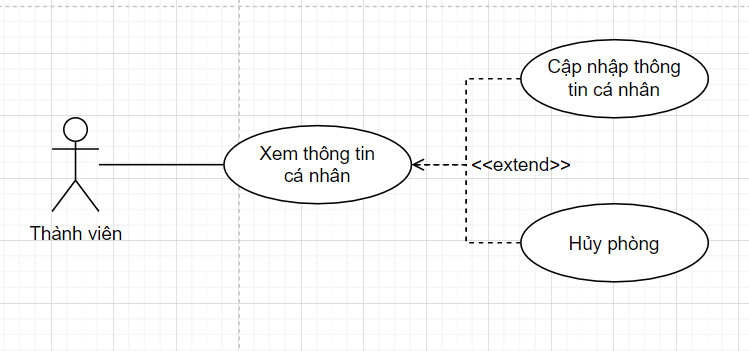 Cập nhập thông
tin cá nhân
Xem thông tin
cá nhân
<<extend>>
Thành viên
Hủy phòng